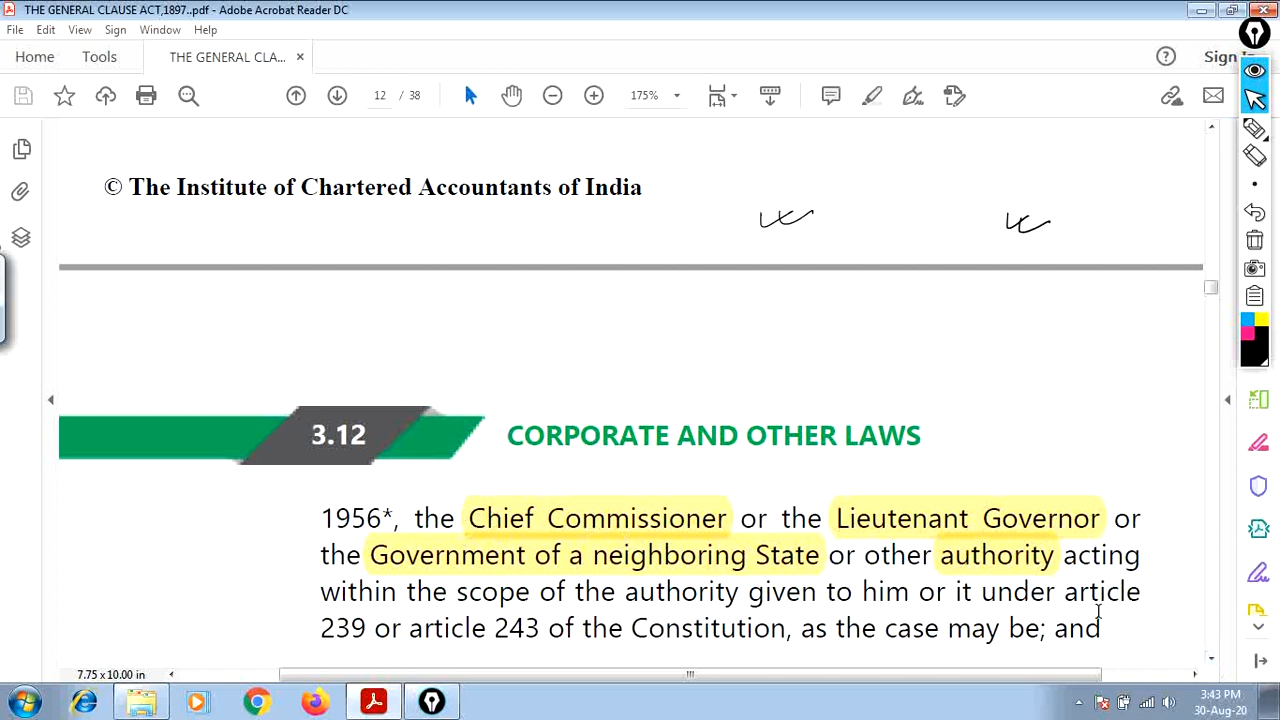 THE GENERAL CLAUSE ACT,1897..pdf - Adobe Acrobat Reader DC
File Edit View Sign Window Help
Home Tools THE GENERAL CLA... × ? Sign
12 / 38 175%
© The Institute of Chartered Accountants of India
3.12 CORPORATE AND OTHER LAWS
1956*, the Chief Commissioner or the Lieutenant Governor or
the Government of a neighboring State or other authority acting
within the scope of the authority given to him or it under article
239 or article 243 of the Constitution, as the case may be; and
7.75 x 10.00 in
3:43 PM
30-Aug-20